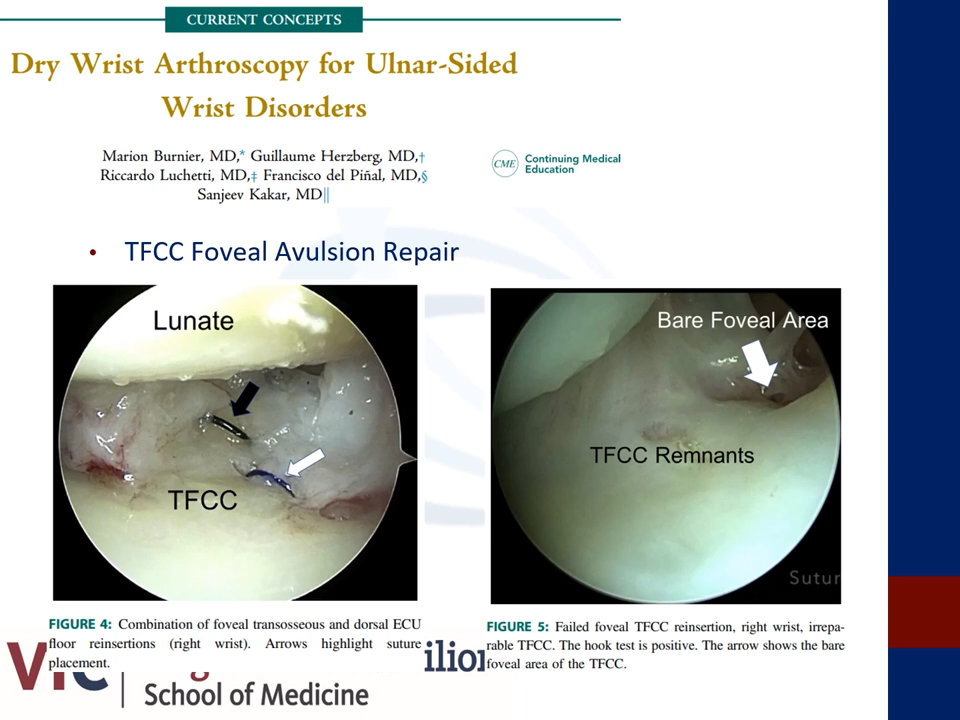 CURRENT CONCEPTS
Dry Wrist Arthroscopy for Ulnar-Sided
Wrist Disorders
Marion Burnier, MD,* Guillaume Herzberg, MD,†
Riccardo Luchetti, MD,‡ Francisco del Piñal, MD,§
Sanjeev Kakar, MD||
CME
Continuing Medical
Education
• TFCC Foveal Avulsion Repair
Lunate
TFCC
Bare Foveal Area
TFCC Remnants
Sutur
FIGURE 4: Combination of foveal transosseous and dorsal ECU
floor reinsertions (right wrist). Arrows highlight suture
placement.
FIGURE 5: Failed foveal TFCC reinsertion, right wrist, irrepa-
rable TFCC. The hook test is positive. The arrow shows the bare
foveal area of the TFCC.
School of Medicine